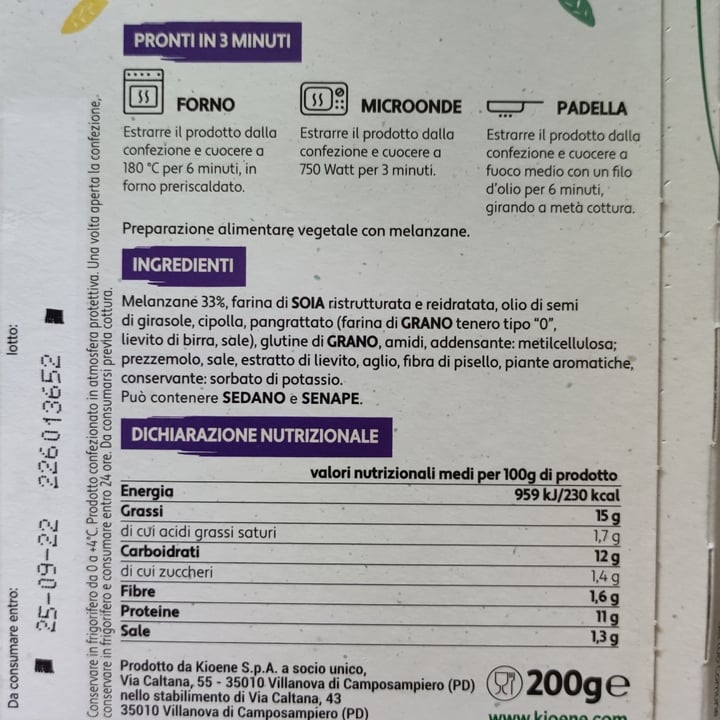 PRONTI IN 3 MINUTI
FORNO
Estrarre il prodotto dalla
confezione e cuocere a
180 °C per 6 minuti, in
forno preriscaldato.
MICROONDE
Estrarre il prodotto dalla
confezione e cuocere a
750 Watt per 3 minuti.
PADELLA
Estrarre il prodotto dalla
confezione e cuocere a
fuoco medio con un filo
d'olio per 6 minuti,
girando a metà cottura.
Preparazione alimentare vegetale con melanzane.
INGREDIENTI
Melanzane 33%, farina di SOIA ristrutturata e reidratata, olio di semi
di girasole, cipolla, pangrattato (farina di GRANO tenero tipo "0",
lievito di birra, sale), glutine di GRANO, amidi, addensante: metilcellulosa;
prezzemolo, sale, estratto di lievito, aglio, fibra di pisello, piante aromatiche,
conservante: sorbato di potassio.
Può contenere SEDANO e SENAPE.
DICHIARAZIONE NUTRIZIONALE
valori nutrizionali medi per 100g di prodotto
Energia 959 kJ/230 kcal
Grassi 15 g
di cui acidi grassi saturi 1,7 g
Carboidrati 12 g
di cui zuccheri 1,4 g
Fibre 1,6 g
Proteine 11 g
Sale 1,3 g
Prodotto da Kioene S.p.A. a socio unico,
Via Caltana, 55 - 35010 Villanova di Camposampiero (PD)
nello stabilimento di Via Caltana, 43
35010 Villanova di Camposampiero (PD)
200g e
www.kioene.com
Da consumare entro: lotto:
25-09-22 226013652
Conservare in frigorifero da 0 a +4°C. Prodotto confezionato in atmosfera protettiva. Una volta aperta la confezione,
conservare in frigorifero e consumare entro 24 ore. Da consumarsi previa cottura.